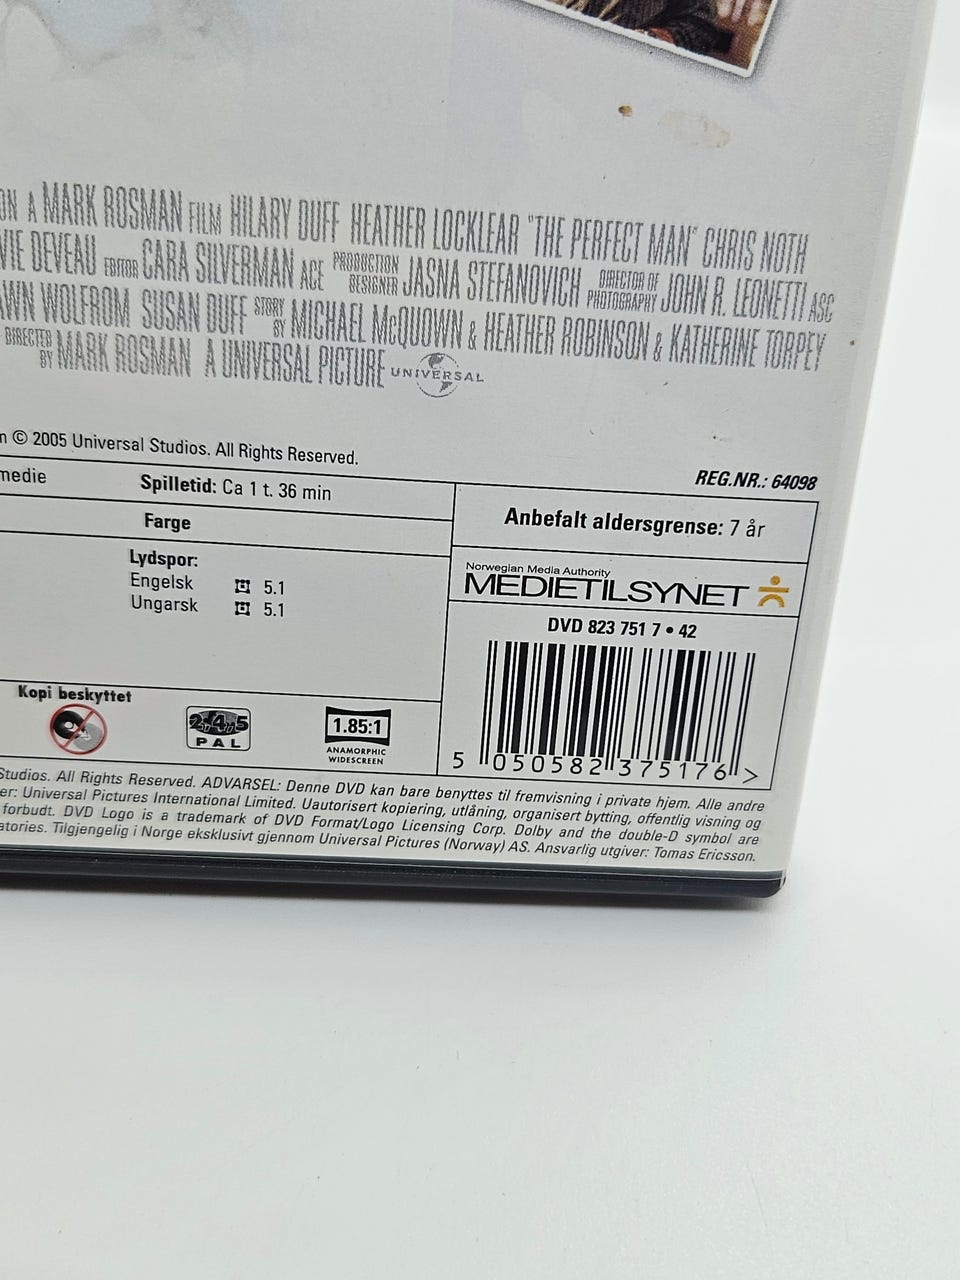 ON A MARK ROSMAN FILM HILARY DUFF HEATHER LOCKLEAR "THE PERFECT MAN" CHRIS NOTH
VIE DEVEAU EDITOR CARA SILVERMAN ACE PRODUCTION DESIGNER JASNA STEFANOVICH DIRECTOR OF PHOTOGRAPHY JOHN R. LEONETTI ASC
AWN WOLFROM SUSAN DUFF STORY BY MICHAEL McQUOWN & HEATHER ROBINSON & KATHERINE TORPEY
DIRECTED BY MARK ROSMAN A UNIVERSAL PICTURE UNIVERSAL
n © 2005 Universal Studios. All Rights Reserved.
REG.NR.: 64098
medie Spilletid: Ca 1 t. 36 min
Farge
Anbefalt aldersgrense: 7 år
Lydspor:
Engelsk 5.1
Ungarsk 5.1
Norwegian Media Authority
MEDIETILSYNET
DVD 823 751 7 • 42
5 050582 375176 >
Kopi beskyttet
2.4.5
PAL
1.85:1
ANAMORPHIC
WIDESCREEN
Studios. All Rights Reserved. ADVARSEL: Denne DVD kan bare benyttes til fremvisning i private hjem. Alle andre
er: Universal Pictures International Limited. Uautorisert kopiering, utlåning, organisert bytting, offentlig visning og
forbudt. DVD Logo is a trademark of DVD Format/Logo Licensing Corp. Dolby and the double-D symbol are
atories. Tilgjengelig i Norge eksklusivt gjennom Universal Pictures (Norway) AS. Ansvarlig utgiver: Tomas Ericsson.